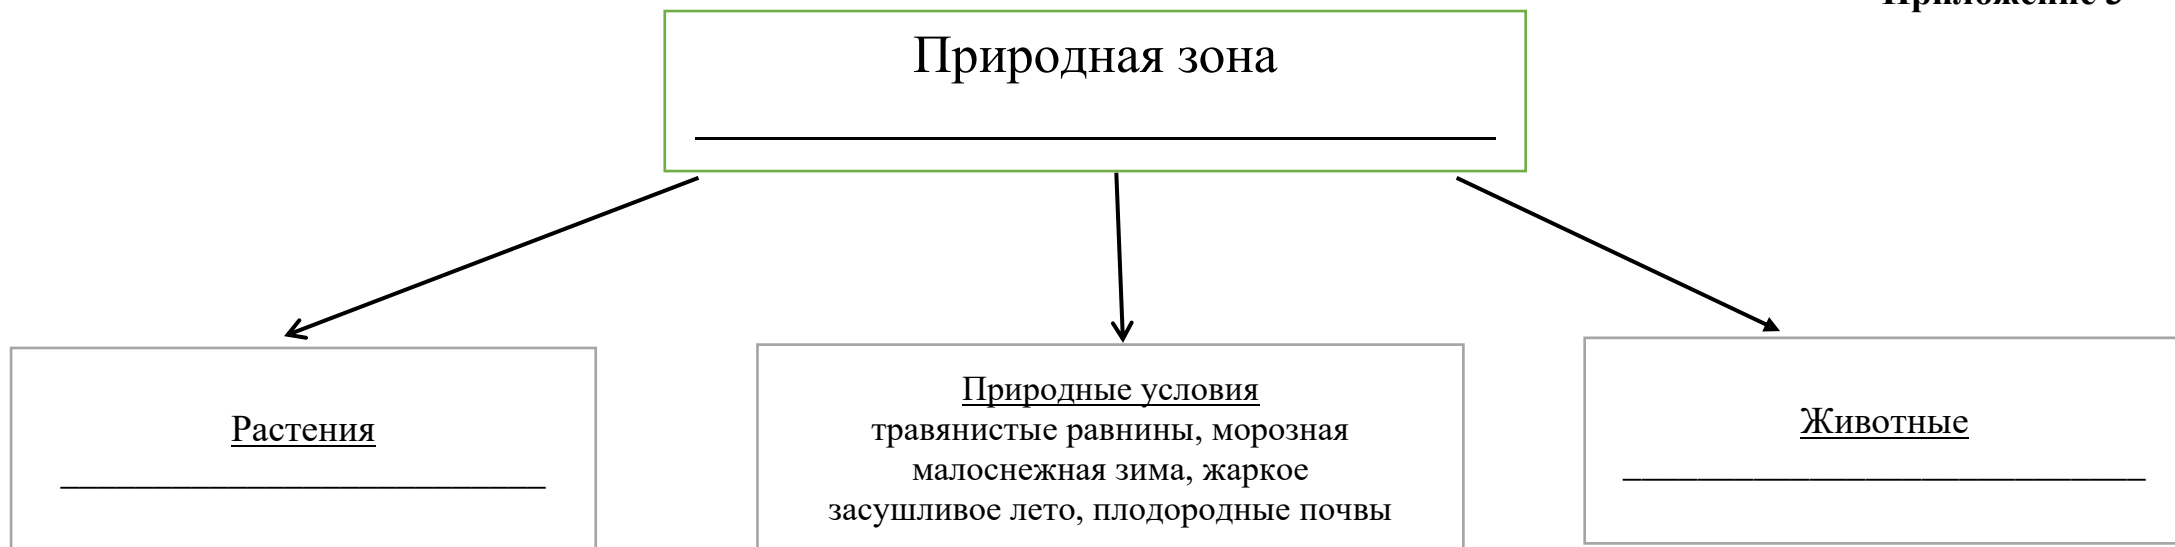 Природная зона
Растения
Природные условия
травянистые равнины, морозная
малоснежная зима, жаркое
засушливое лето, плодородные почвы
Животные